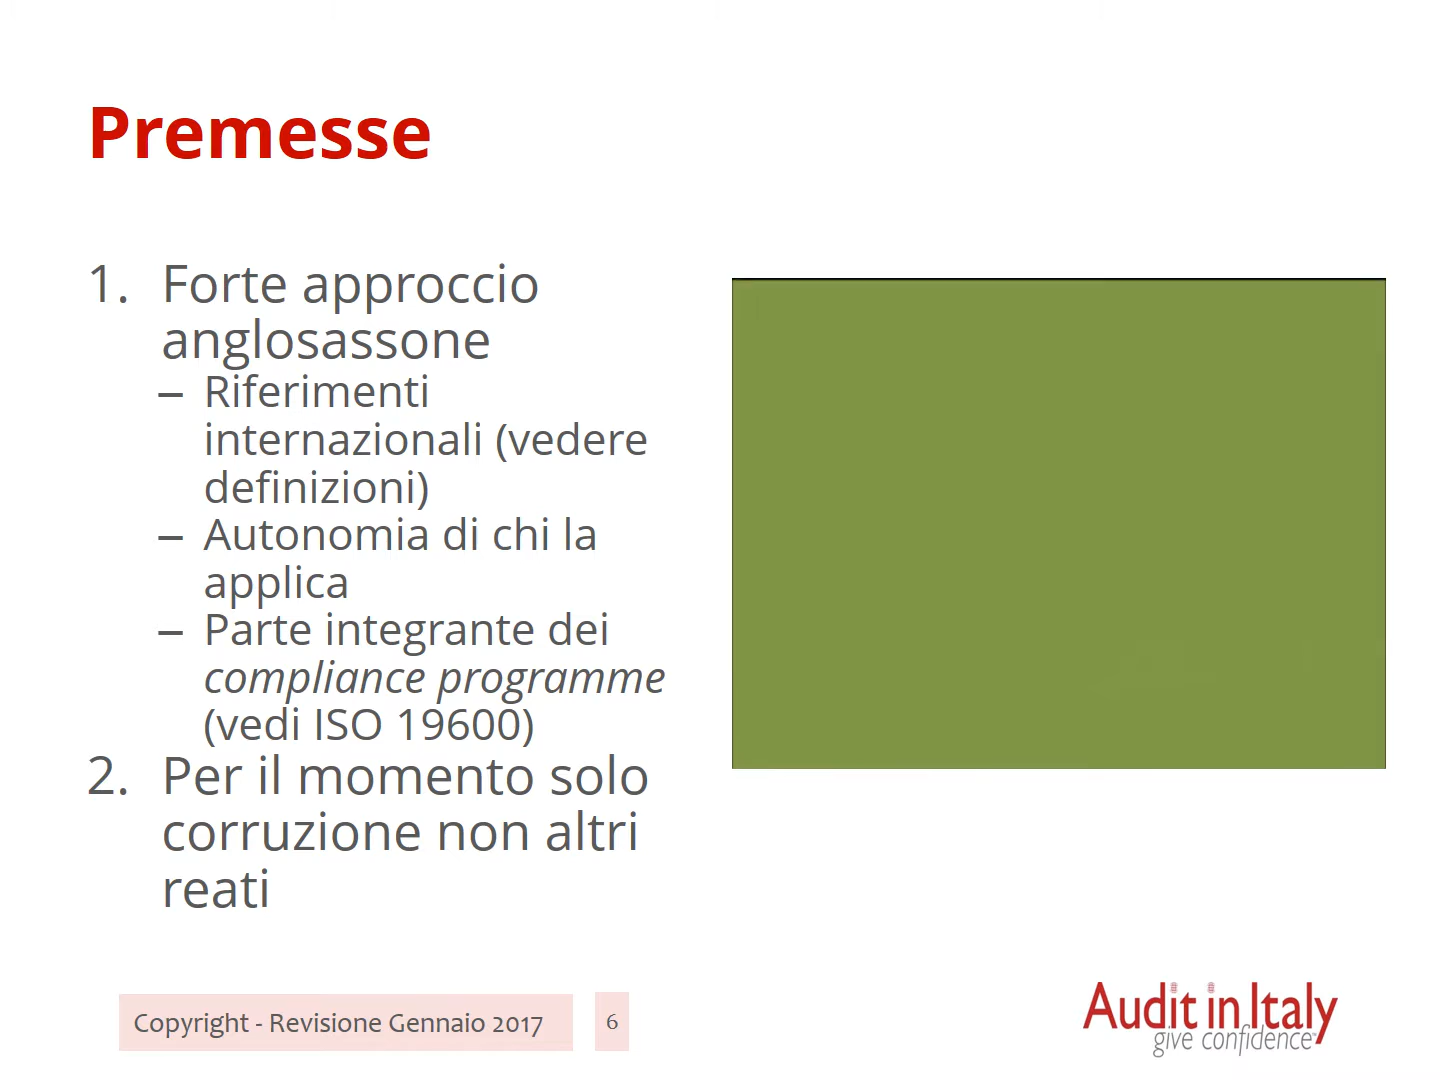 Premesse
1. Forte approccio
anglosassone
– Riferimenti
internazionali (vedere
definizioni)
– Autonomia di chi la
applica
– Parte integrante dei
compliance programme
(vedi ISO 19600)
2. Per il momento solo
corruzione non altri
reati
Copyright - Revisione Gennaio 2017
6
Audit in Italy
give confidence